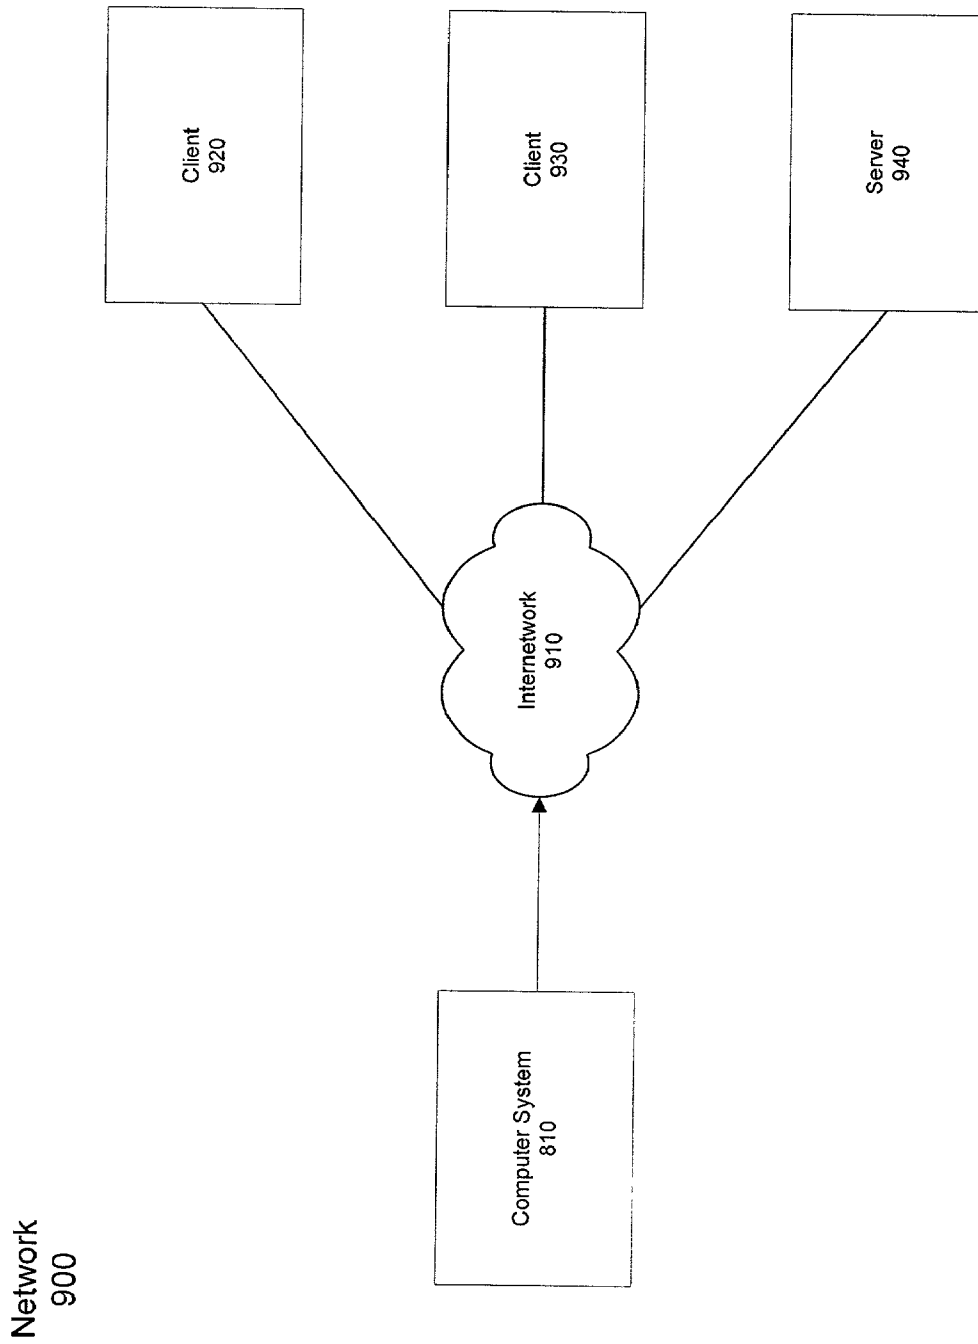 Network
900
Computer System
810
Internetwork
910
Client
920
Client
930
Server
940